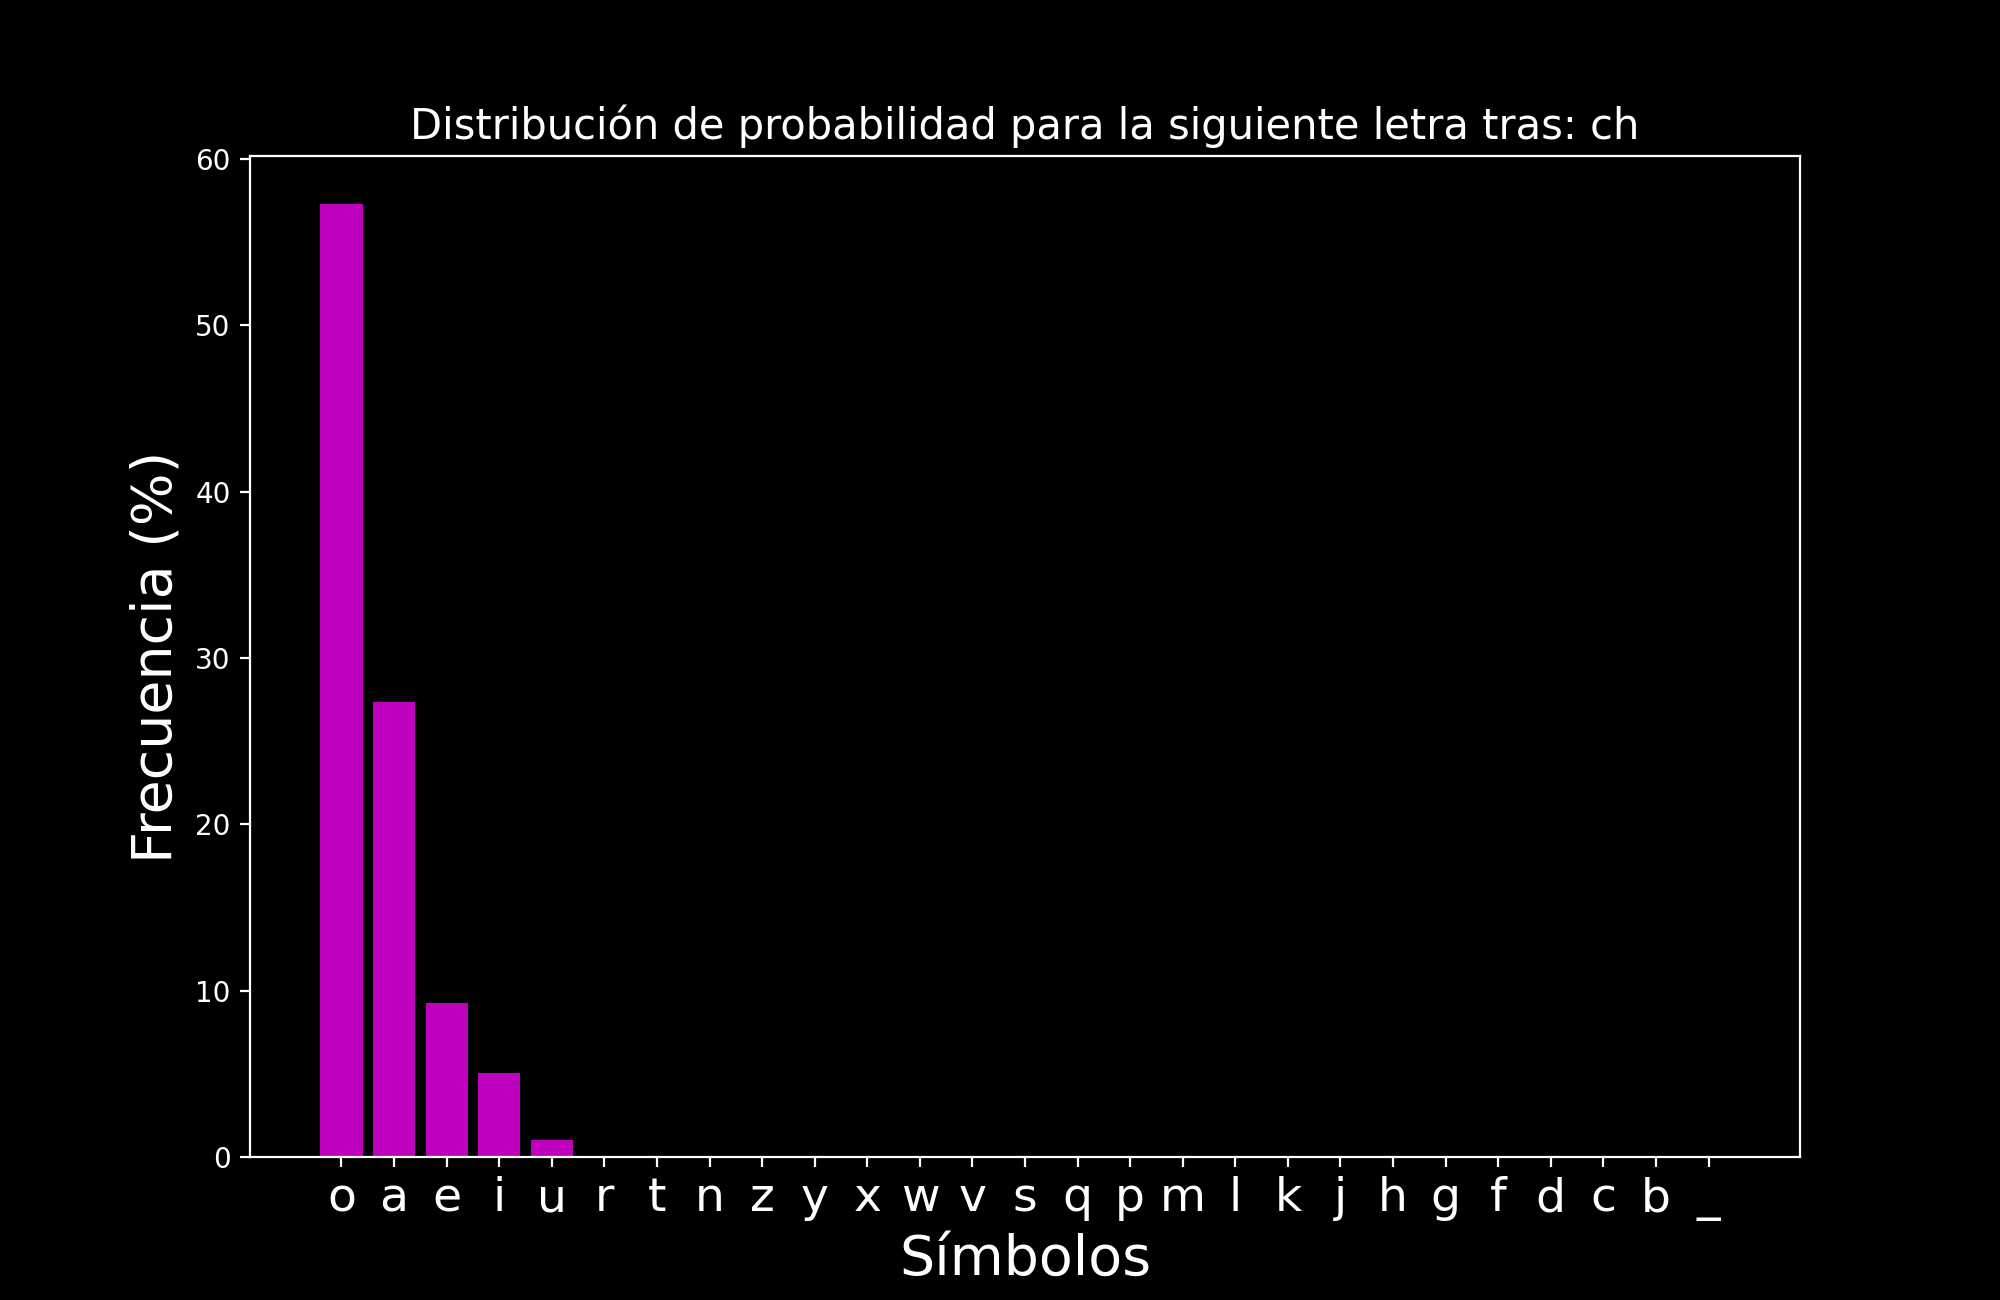 Distribución de probabilidad para la siguiente letra tras: ch
Frecuencia (%)
60
50
40
30
20
10
0
o a e i u r t n z y x w v s q p m l k j h g f d c b _
Símbolos